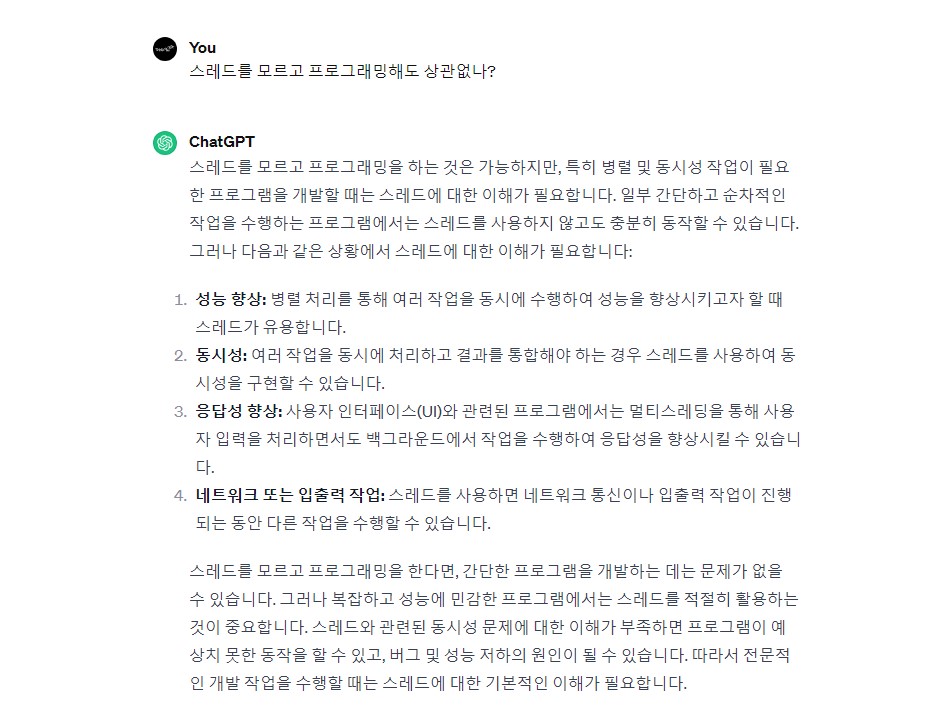 You
스레드를 모르고 프로그래밍해도 상관없나?
ChatGPT
스레드를 모르고 프로그래밍을 하는 것은 가능하지만, 특히 병렬 및 동시성 작업이 필요
한 프로그램을 개발할 때는 스레드에 대한 이해가 필요합니다. 일부 간단하고 순차적인
작업을 수행하는 프로그램에서는 스레드를 사용하지 않고도 충분히 동작할 수 있습니다.
그러나 다음과 같은 상황에서 스레드에 대한 이해가 필요합니다:
1. 성능 향상: 병렬 처리를 통해 여러 작업을 동시에 수행하여 성능을 향상시키고자 할 때
스레드가 유용합니다.
2. 동시성: 여러 작업을 동시에 처리하고 결과를 통합해야 하는 경우 스레드를 사용하여 동
시성을 구현할 수 있습니다.
3. 응답성 향상: 사용자 인터페이스(UI)와 관련된 프로그램에서는 멀티스레딩을 통해 사용
자 입력을 처리하면서도 백그라운드에서 작업을 수행하여 응답성을 향상시킬 수 있습니
다.
4. 네트워크 또는 입출력 작업: 스레드를 사용하면 네트워크 통신이나 입출력 작업이 진행
되는 동안 다른 작업을 수행할 수 있습니다.
스레드를 모르고 프로그래밍을 한다면, 간단한 프로그램을 개발하는 데는 문제가 없을
수 있습니다. 그러나 복잡하고 성능에 민감한 프로그램에서는 스레드를 적절히 활용하는
것이 중요합니다. 스레드와 관련된 동시성 문제에 대한 이해가 부족하면 프로그램이 예
상치 못한 동작을 할 수 있고, 버그 및 성능 저하의 원인이 될 수 있습니다. 따라서 전문적
인 개발 작업을 수행할 때는 스레드에 대한 기본적인 이해가 필요합니다.